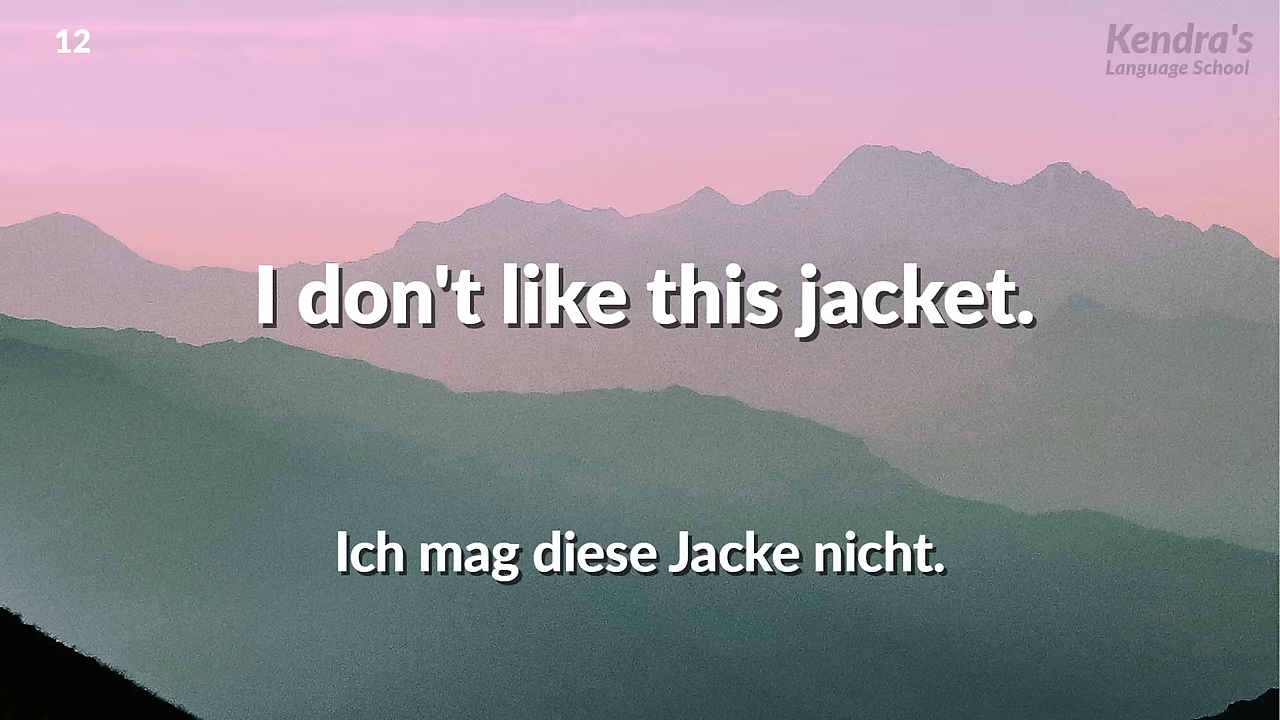 12
Kendra's
Language School
I don't like this jacket.
Ich mag diese Jacke nicht.